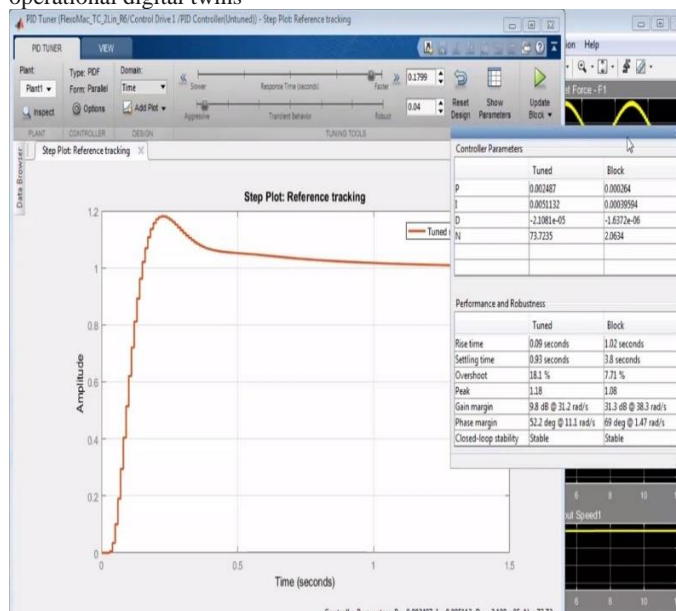 operational digital twins
PID Tuner (FlexoMac_TC_2Lin_R6/Control Drive 1 /PID Controller(Untuned)) - Step Plot: Reference tracking
PID TUNER VIEW
Plant: Type: PDF Domain:
Plant1 Form: Parallel Time Slower Response Time (seconds) Faster 0.1799
Inspect Options Add Plot Aggressive Transient Behavior Robust 0.04 Reset Design Show Parameters Update Block
PLANT CONTROLLER DESIGN TUNING TOOLS
ion Help
et Force - F1
Data Browser
Step Plot: Reference tracking
Step Plot: Reference tracking
Tuned
Amplitude
1.2
1
0.8
0.6
0.4
0.2
0
0 0.5 1 1.5
Time (seconds)
Controller Parameters
Tuned Block
P 0.002487 0.000264
I 0.0051132 0.00039594
D -2.1081e-05 -1.6372e-06
N 73.7235 2.0634
Performance and Robustness
Tuned Block
Rise time 0.09 seconds 1.02 seconds
Settling time 0.93 seconds 3.8 seconds
Overshoot 18.1 % 7.71 %
Peak 1.18 1.08
Gain margin 9.8 dB @ 31.2 rad/s 31.3 dB @ 38.3 rad/s
Phase margin 52.2 deg @ 11.1 rad/s 69 deg @ 1.47 rad/s
Closed-loop stability Stable Stable
6 8 10
out Speed1
6 8 10